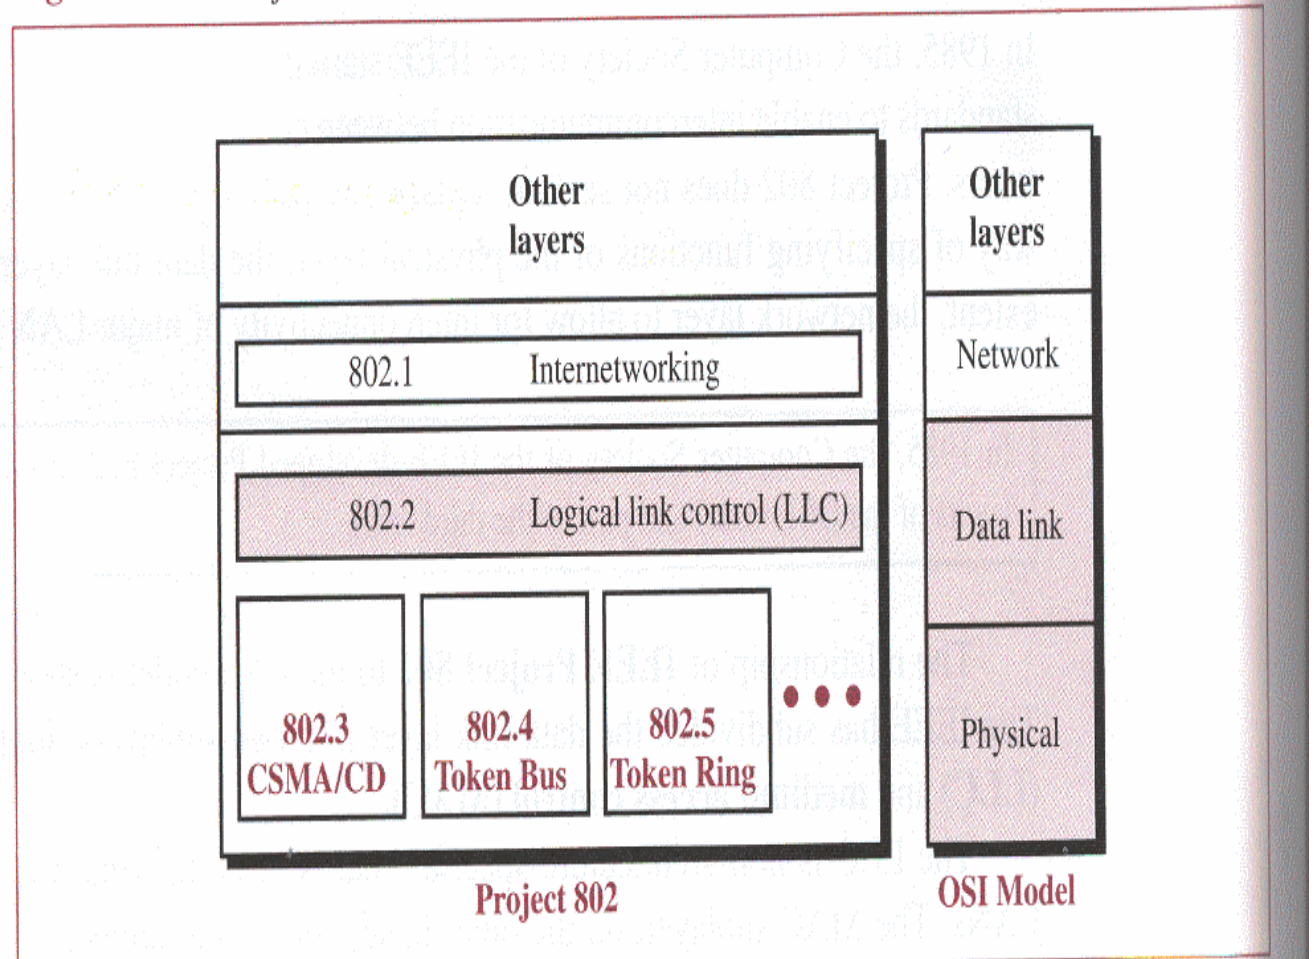 Other
layers
802.1 Internetworking
802.2 Logical link control (LLC)
802.3
CSMA/CD
802.4
Token Bus
802.5
Token Ring
Project 802
Other
layers
Network
Data link
Physical
OSI Model